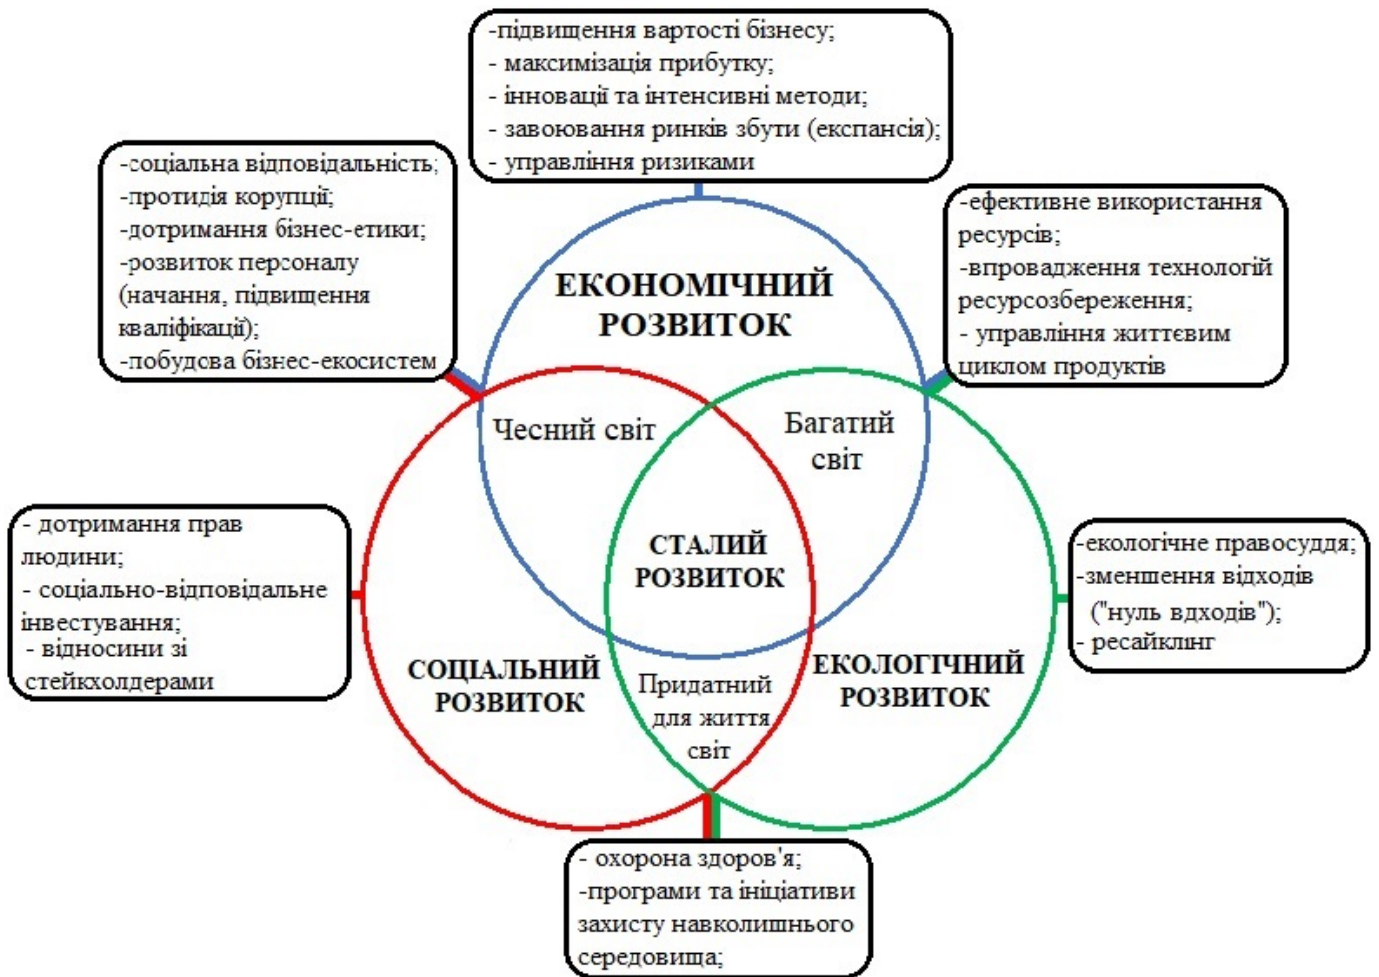 -підвищення вартості бізнесу;
- максимізація прибутку;
- інновації та інтенсивні методи;
- завоювання ринків збути (експансія);
- управління ризиками
-соціальна відповідальність;
-протидія корупції;
-дотримання бізнес-етики;
-розвиток персоналу
(начання, підвищення
кваліфікації);
-побудова бізнес-екосистем
-ефективне використання
ресурсів;
-впровадження технологій
ресурсозбереження;
- управління життєвим
циклом продуктів
ЕКОНОМІЧНИЙ
РОЗВИТОК
Чесний світ
Багатий
світ
СТАЛИЙ
РОЗВИТОК
- дотримання прав
людини;
- соціально-відповідальне
інвестування;
- відносини зі
стейкхолдерами
-екологічне правосуддя;
-зменшення відходів
("нуль вдходів");
- ресайклінг
СОЦІАЛЬНИЙ
РОЗВИТОК
Придатний
для життя
світ
ЕКОЛОГІЧНИЙ
РОЗВИТОК
- охорона здоров'я;
-програми та ініціативи
захисту навколишнього
середовища;